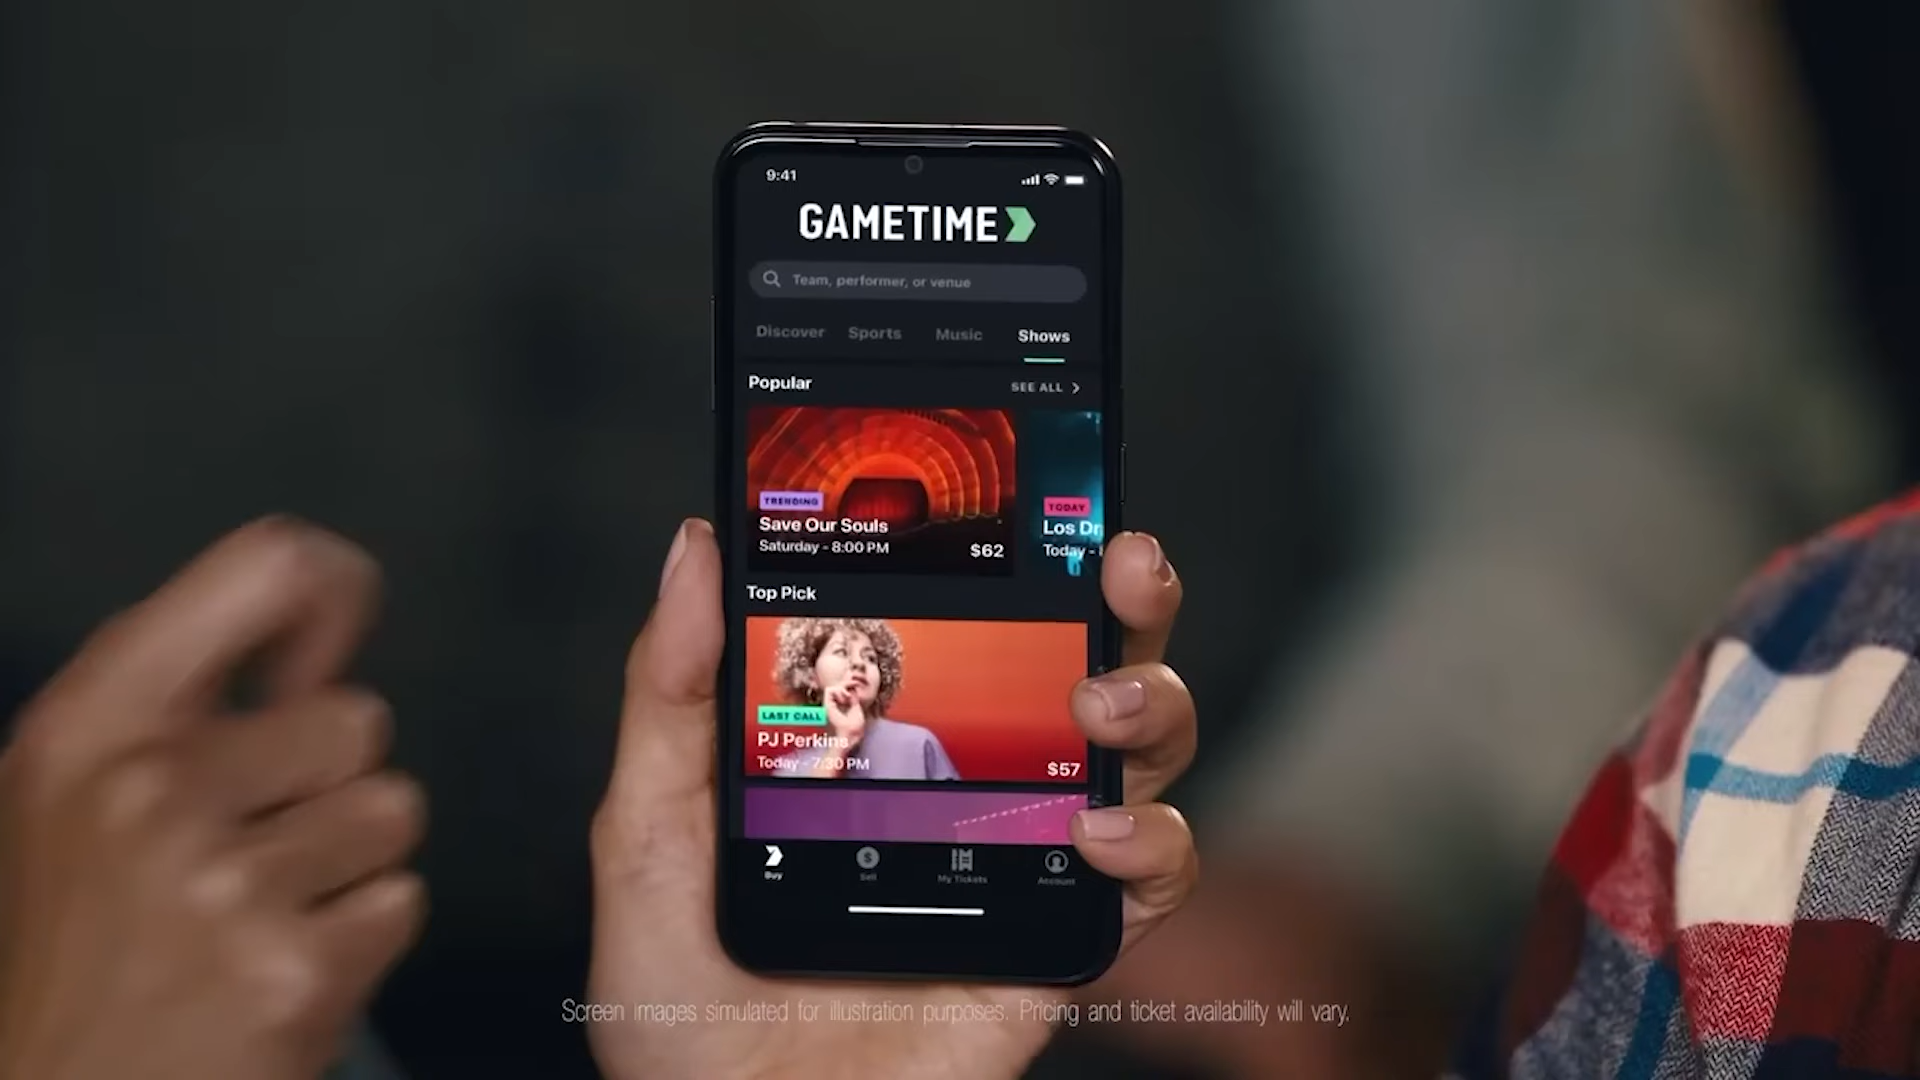 9:41
GAMETIME
Team, performer, or venue
Discover Sports Music Shows
Popular
SEE ALL
TRENDING
Save Our Souls
Saturday - 8:00 PM
$62
TODAY
Los Dr
Today -
Top Pick
LAST CALL
PJ Perkins
Today - 7:30 PM
$57
Buy Sell My Tickets Account
Screen images simulated for illustration purposes. Pricing and ticket availability will vary.